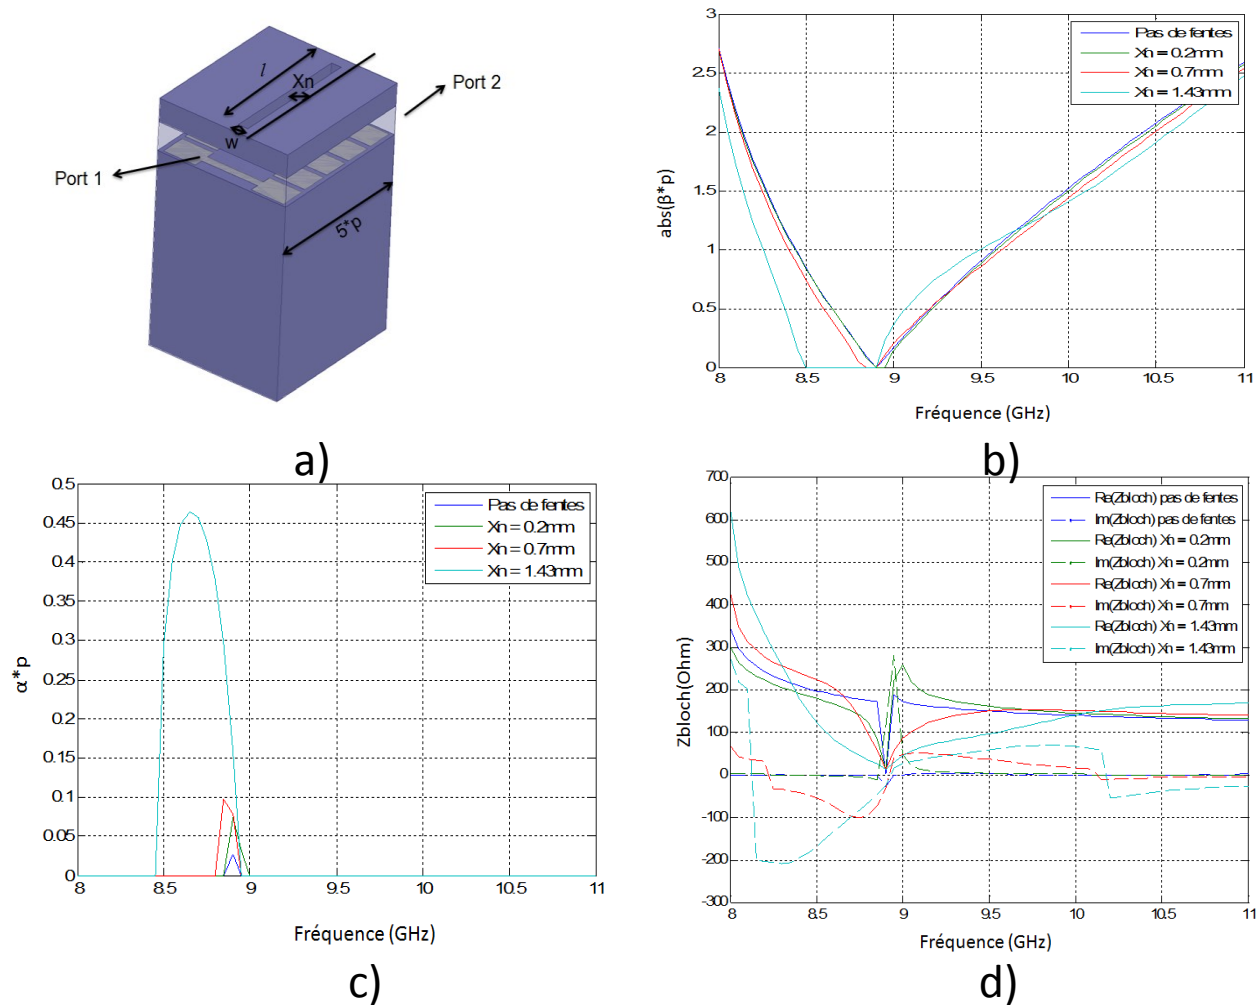 l
Xn
w
Port 2
Port 1
5*p
a)
3
2.5
2
1.5
1
0.5
0
abs(β*p)
Pas de fentes
Xn = 0.2mm
Xn = 0.7mm
Xn = 1.43mm
8 8.5 9 9.5 10 10.5 11
Fréquence (GHz)
b)
0.5
0.45
0.4
0.35
0.3
0.25
0.2
0.15
0.1
0.05
0
α*p
Pas de fentes
Xn = 0.2mm
Xn = 0.7mm
Xn = 1.43mm
8 8.5 9 9.5 10 10.5 11
Fréquence (GHz)
c)
700
600
500
400
300
200
100
0
-100
-200
-300
Zbloch(Ohm)
Re(Zbloch) pas de fentes
Im(Zbloch) pas de fentes
Re(Zbloch) Xn = 0.2mm
Im(Zbloch) Xn = 0.2mm
Re(Zbloch) Xn = 0.7mm
Im(Zbloch) Xn = 0.7mm
Re(Zbloch) Xn = 1.43mm
Im(Zbloch) Xn = 1.43mm
8 8.5 9 9.5 10 10.5 11
Fréquence (GHz)
d)